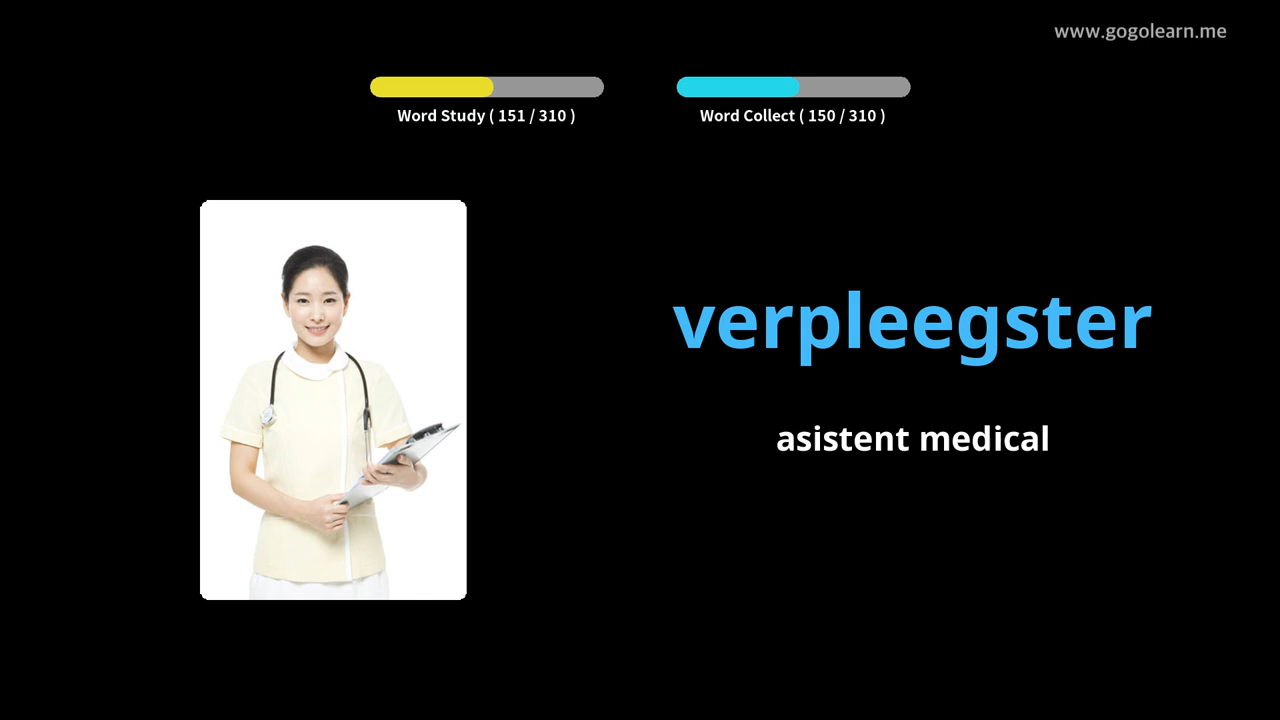 www.gogolearn.me
Word Study ( 151 / 310 )
Word Collect ( 150 / 310 )
verpleegster
asistent medical